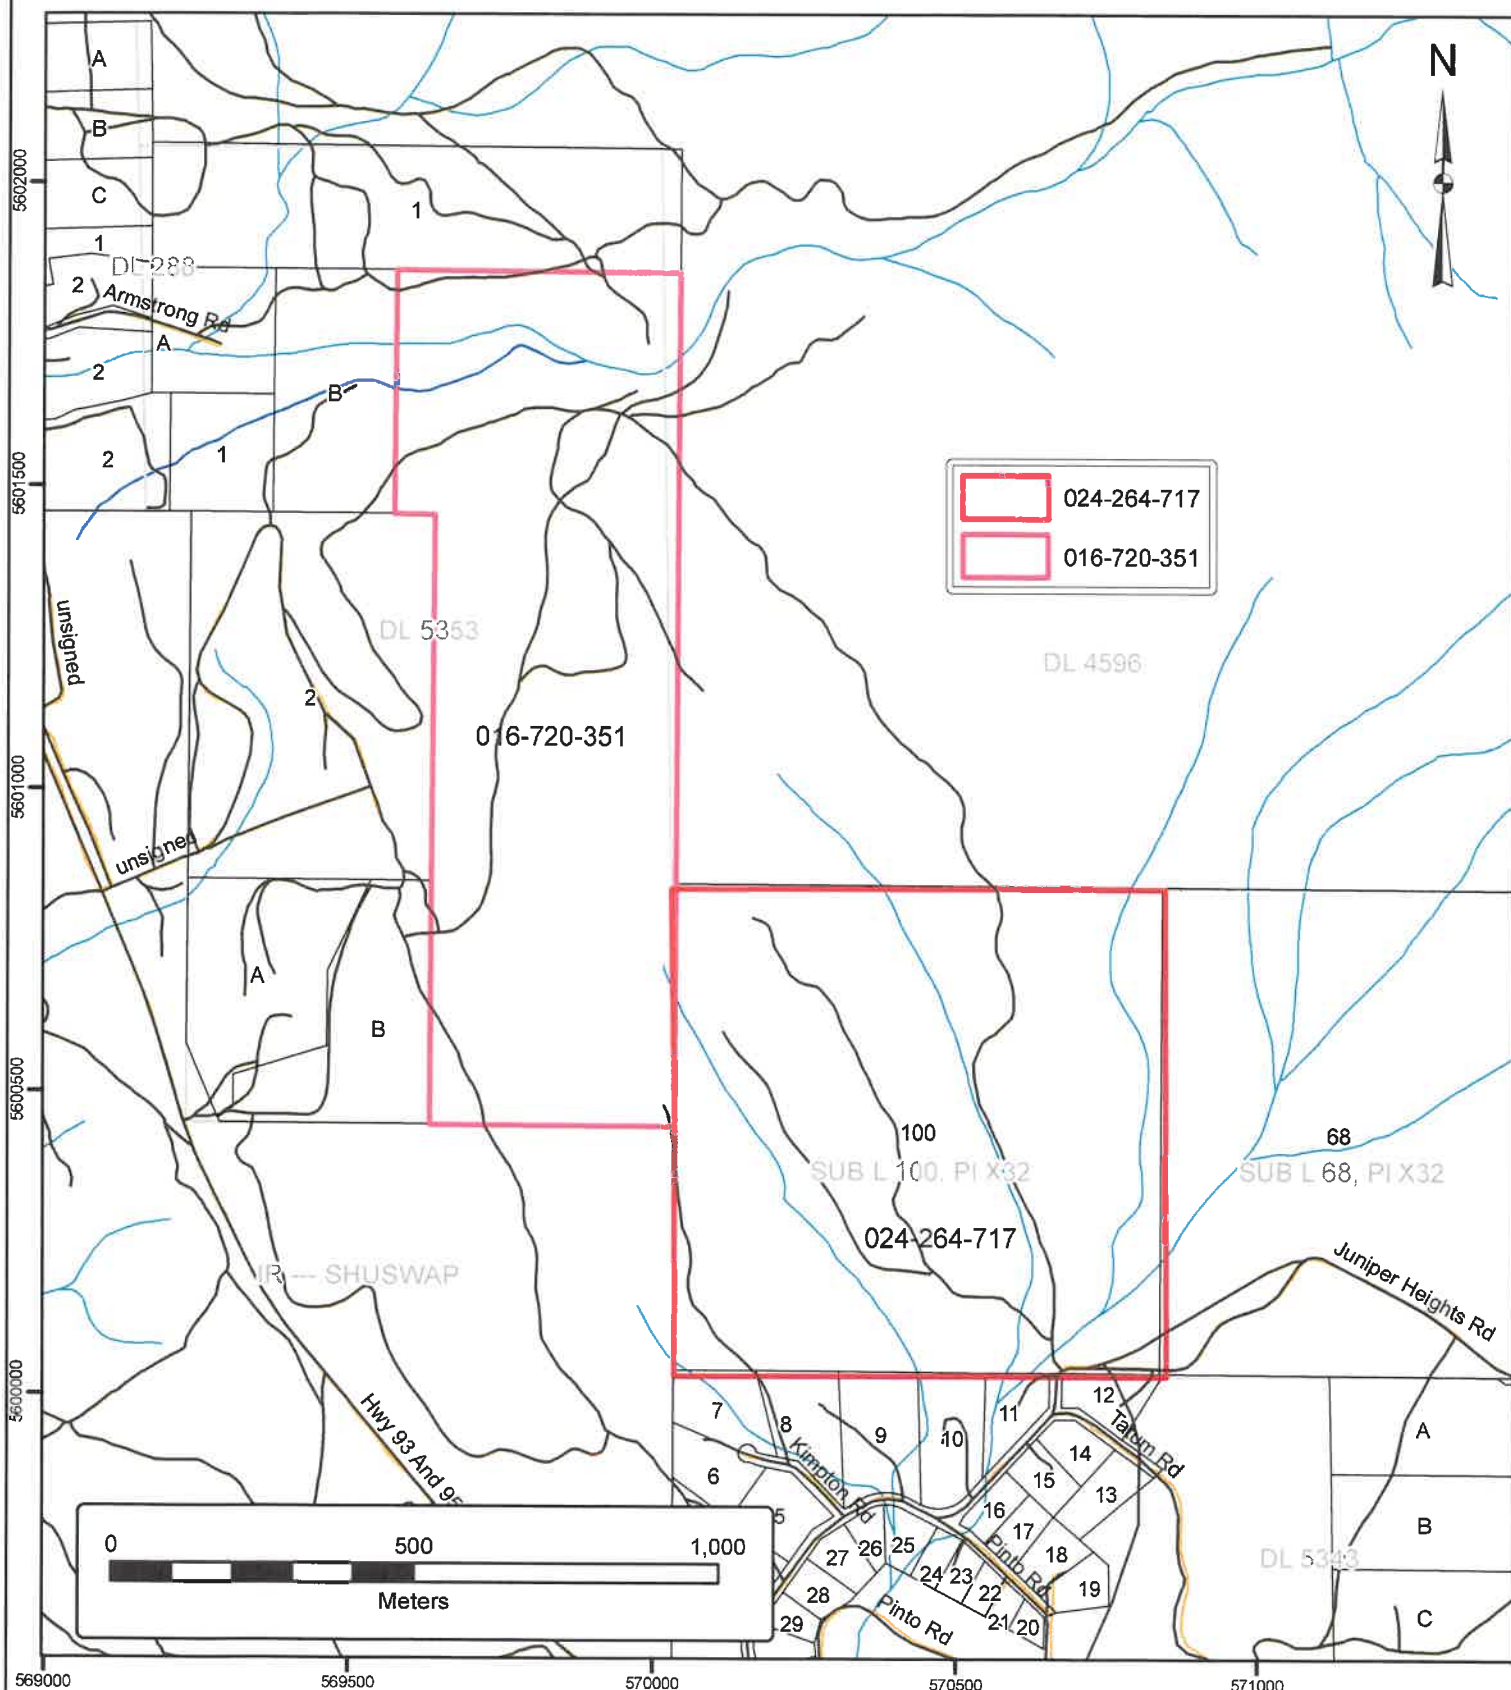 N
A
B
C
1
DL 288
2
Armstrong Rd
A
2
1
B
2
1
5602000
5601500
5601000
5600500
5600000
024-264-717
016-720-351
unsigned
DL 5353
DL 4596
2
016-720-351
unsigned
A
B
100
SUB L 100, PI X32
024-264-717
68
SUB L 68, PI X32
IR --- SHUSWAP
Juniper Heights Rd
Hwy 93 And 95
7
8
9
10
11
12
Tatum Rd
Kimpton Rd
6
5
14
15
13
16
17
18
19
Pinto Rd
25
26
27
24
23
22
21
20
28
29
Pinto Rd
A
B
C
DL 5343
0
500
1,000
Meters
569000
569500
570000
570500
571000